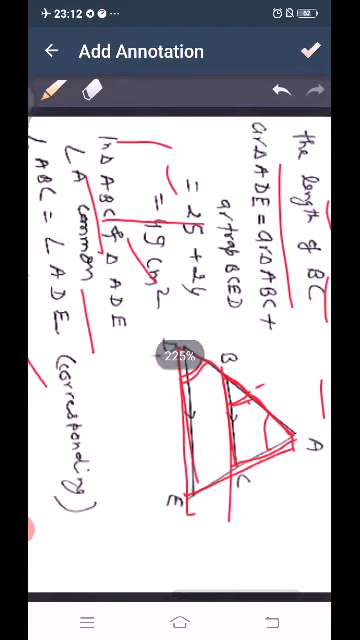 23:12
62
Add Annotation
the length of BC
ar∆ADE = ar∆ABC +
ar trap BCED
= 25 + 24
= 49 cm²
In ∆ABC & ∆ADE
∠A common
∠ABC = ∠ADE (corresponding)
D
B
A
C
E
225%